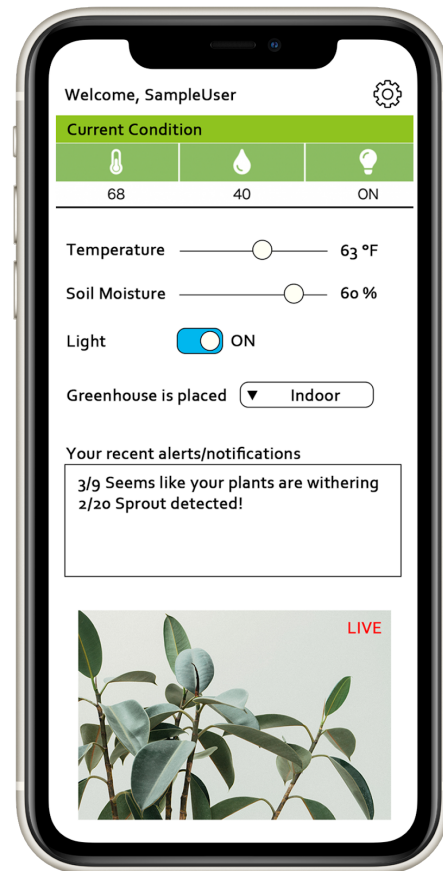 Welcome, SampleUser
Current Condition
68 40 ON
Temperature 63 °F
Soil Moisture 60 %
Light ON
Greenhouse is placed ▼ Indoor
Your recent alerts/notifications
3/9 Seems like your plants are withering
2/20 Sprout detected!
LIVE